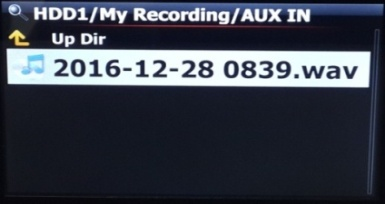 HDD1/My Recording/AUX IN
Up Dir
2016-12-28 0839.wav